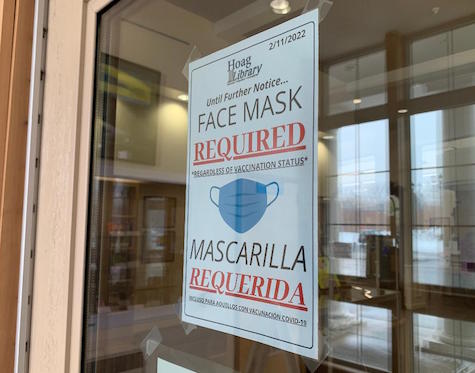 2/11/2022
Hoag
Library
Until Further Notice...
FACE MASK
REQUIRED
*REGARDLESS OF VACCINATION STATUS*
MASCARILLA
REQUERIDA
INCLUSO PARA AQUELLOS CON VACUNACIÓN COVID-19